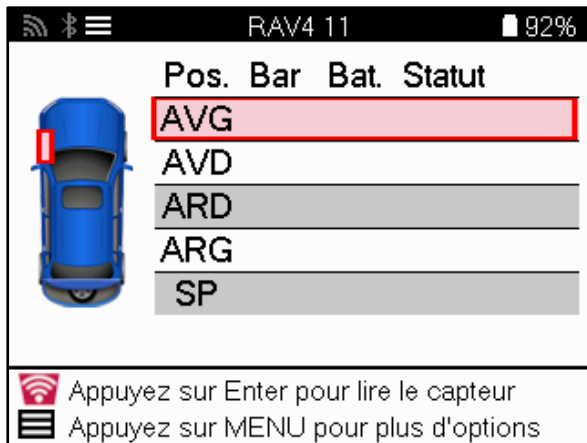 RAV4 11 92%
Pos. Bar Bat. Statut
AVG
AVD
ARD
ARG
SP
Appuyez sur Enter pour lire le capteur
Appuyez sur MENU pour plus d'options